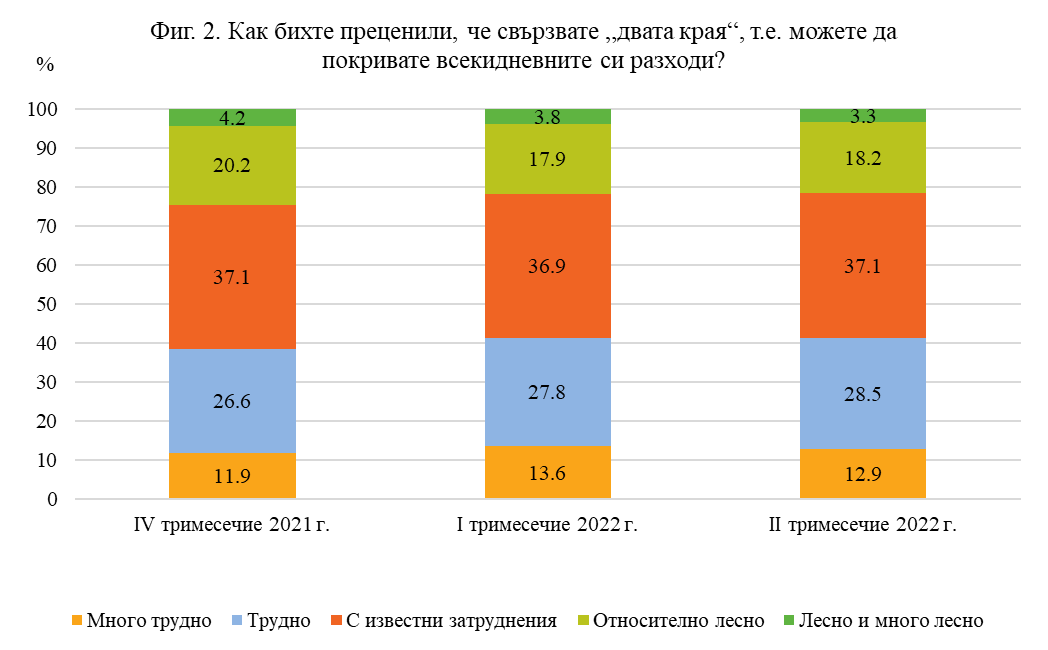 Фиг. 2. Как бихте преценили, че свързвате „двата края“, т.е. можете да
покривате всекидневните си разходи?
%
100
90
80
70
60
50
40
30
20
10
0
4.2
3.8
3.3
20.2
17.9
18.2
37.1
36.9
37.1
26.6
27.8
28.5
11.9
13.6
12.9
IV тримесечие 2021 г.
I тримесечие 2022 г.
II тримесечие 2022 г.
Много трудно
Трудно
С известни затруднения
Относително лесно
Лесно и много лесно